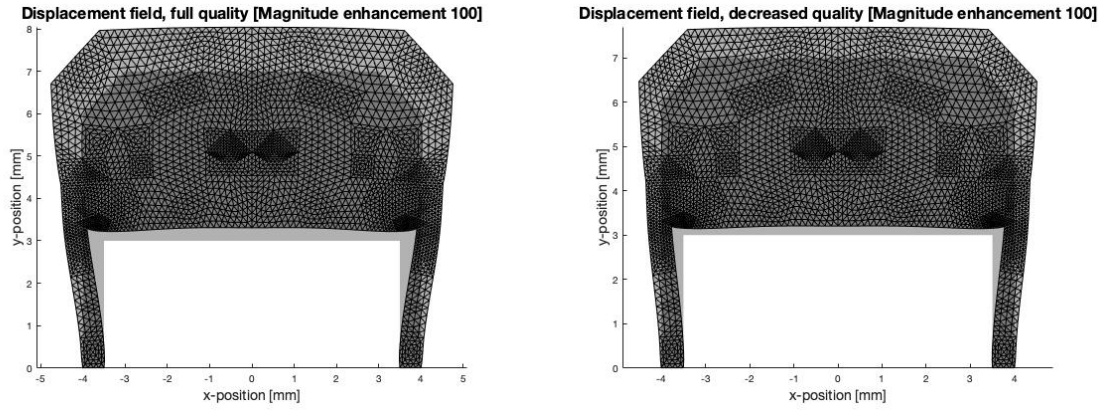 Displacement field, full quality [Magnitude enhancement 100]
8
7
6
5
4
3
2
1
0
y-position [mm]
-5 -4 -3 -2 -1 0 1 2 3 4 5
x-position [mm]
Displacement field, decreased quality [Magnitude enhancement 100]
7
6
5
4
3
2
1
0
y-position [mm]
-4 -3 -2 -1 0 1 2 3 4
x-position [mm]